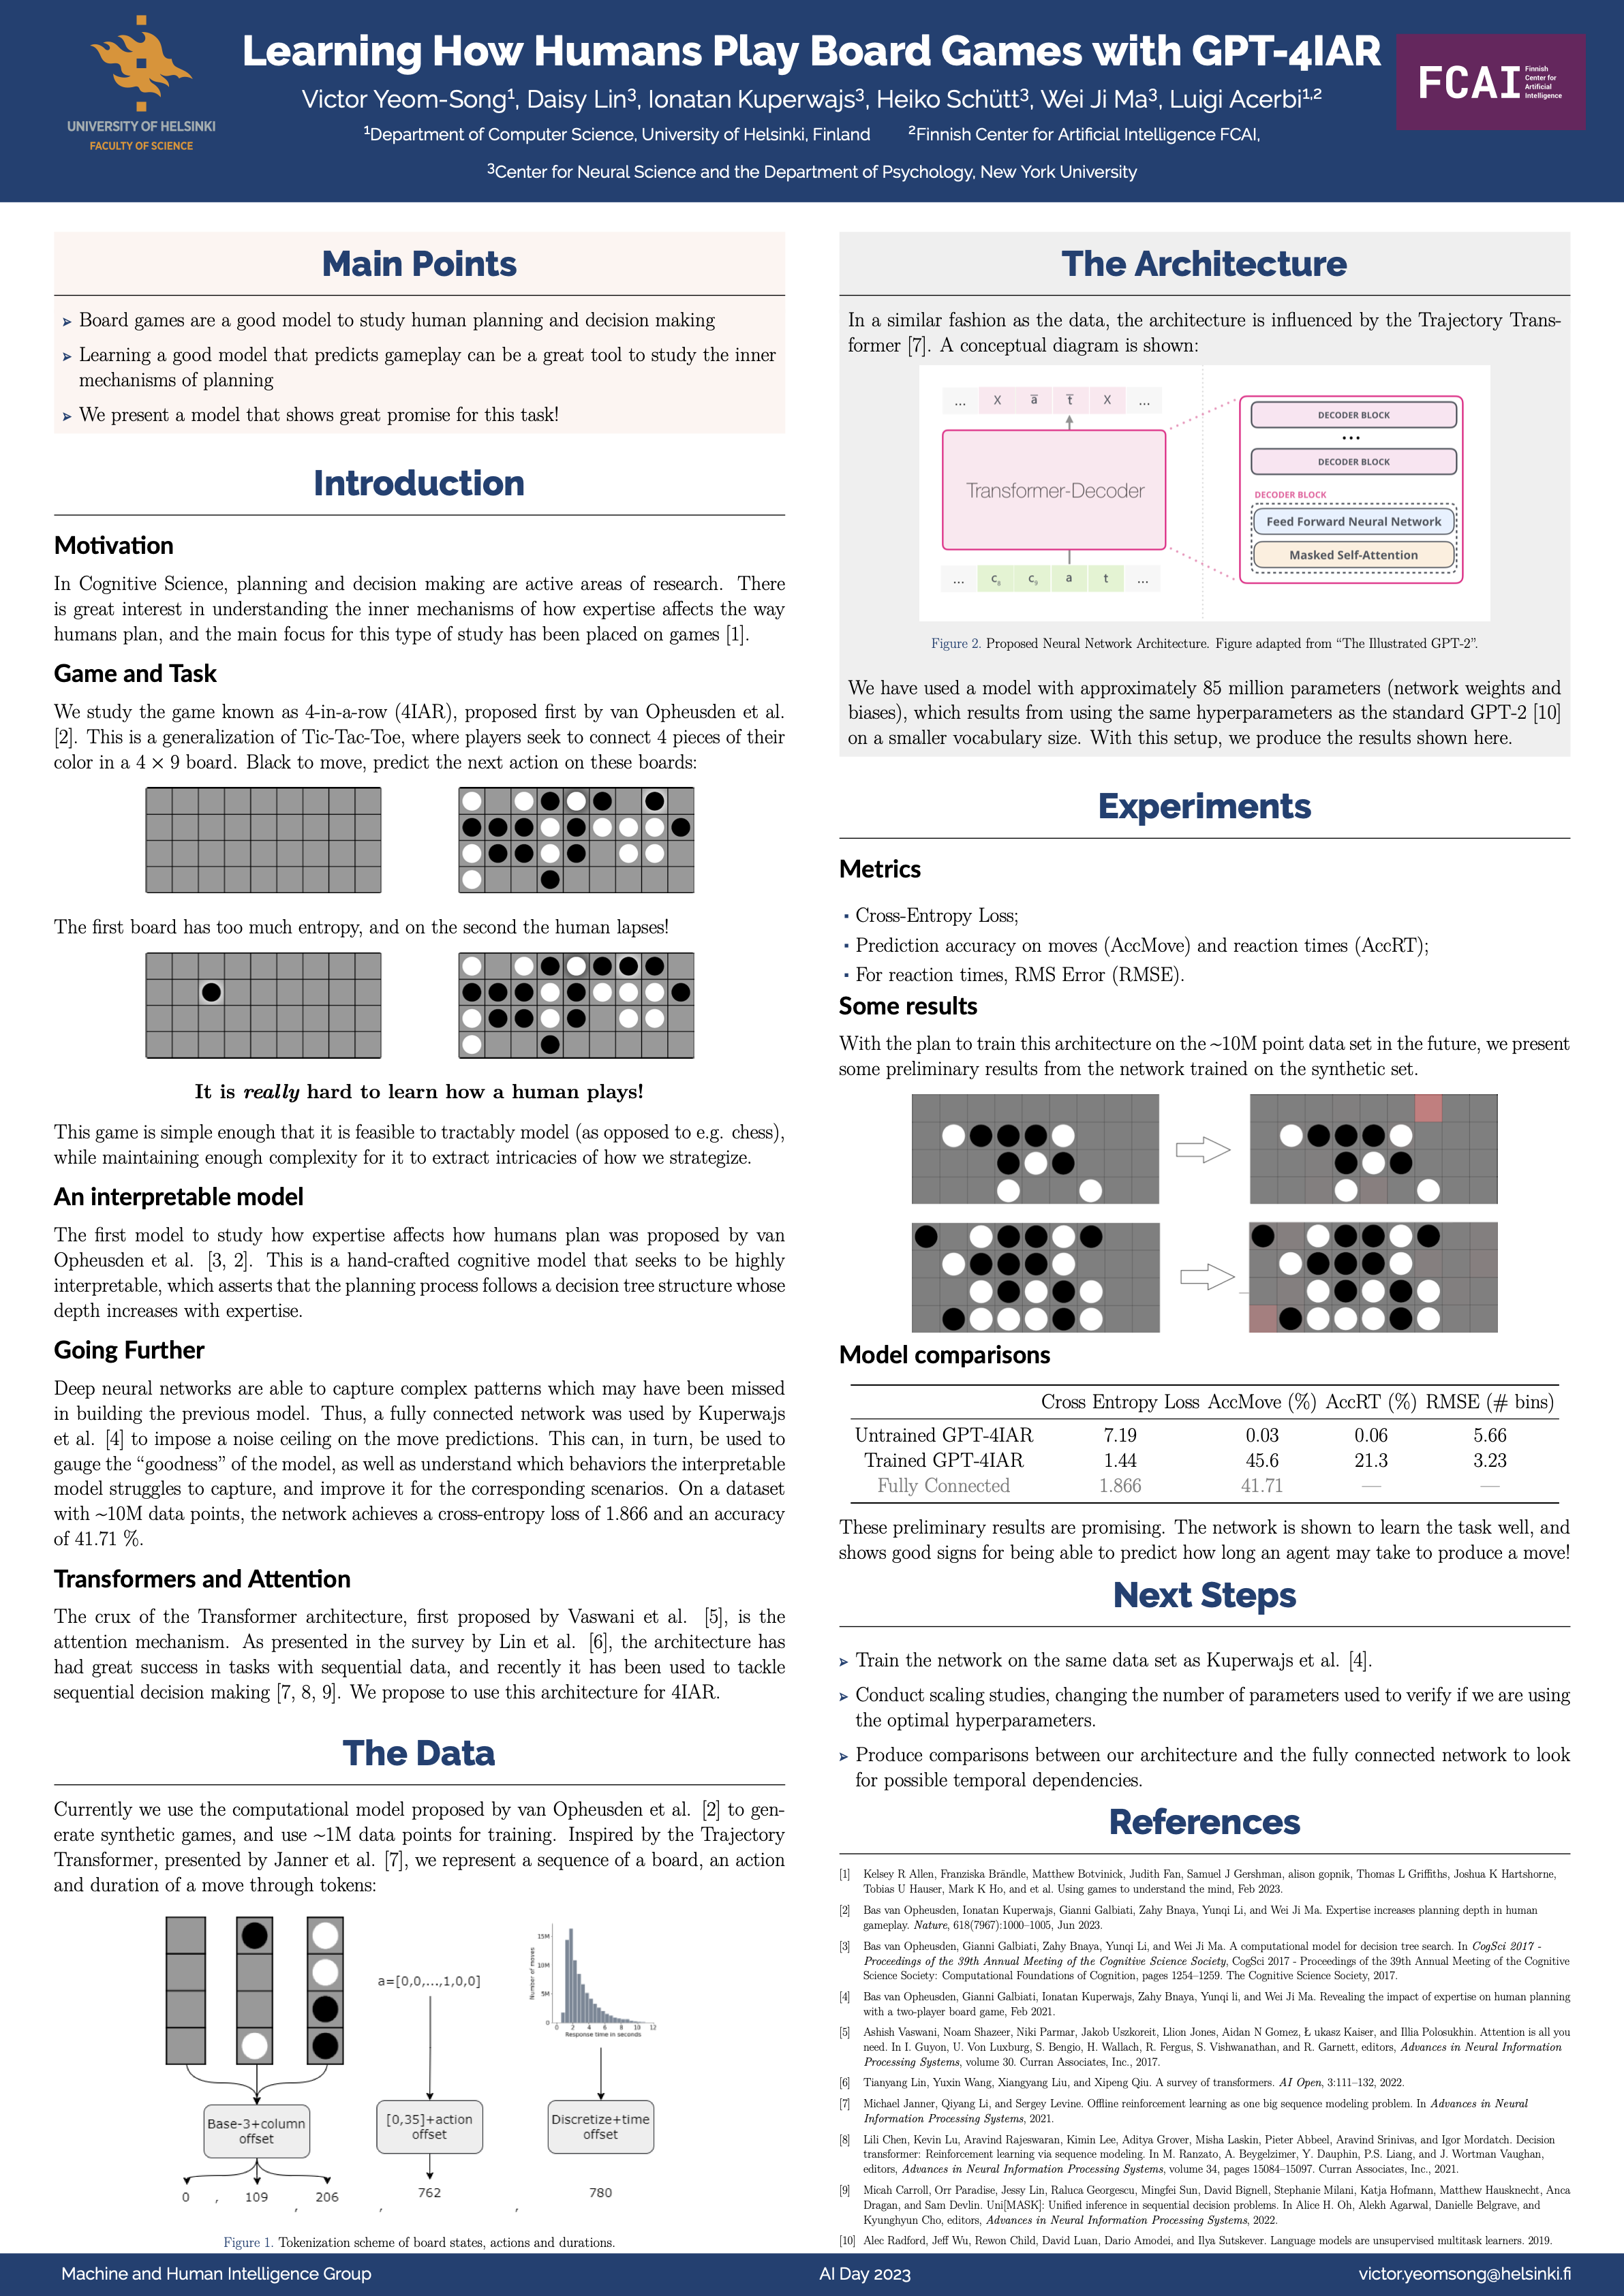 UNIVERSITY OF HELSINKI
FACULTY OF SCIENCE
Learning How Humans Play Board Games with GPT-4IAR
Victor Yeom-Song¹, Daisy Lin³, Ionatan Kuperwajs³, Heiko Schütt³, Wei Ji Ma³, Luigi Acerbi¹,²
¹Department of Computer Science, University of Helsinki, Finland ²Finnish Center for Artificial Intelligence FCAI,
³Center for Neural Science and the Department of Psychology, New York University
FCAI Finnish
Center for
Artificial
Intelligence
Main Points
➢ Board games are a good model to study human planning and decision making
➢ Learning a good model that predicts gameplay can be a great tool to study the inner
mechanisms of planning
➢ We present a model that shows great promise for this task!
Introduction
Motivation
In Cognitive Science, planning and decision making are active areas of research. There
is great interest in understanding the inner mechanisms of how expertise affects the way
humans plan, and the main focus for this type of study has been placed on games [1].
Game and Task
We study the game known as 4-in-a-row (4IAR), proposed first by van Opheusden et al.
[2]. This is a generalization of Tic-Tac-Toe, where players seek to connect 4 pieces of their
color in a 4 × 9 board. Black to move, predict the next action on these boards:
The first board has too much entropy, and on the second the human lapses!
It is really hard to learn how a human plays!
This game is simple enough that it is feasible to tractably model (as opposed to e.g. chess),
while maintaining enough complexity for it to extract intricacies of how we strategize.
An interpretable model
The first model to study how expertise affects how humans plan was proposed by van
Opheusden et al. [3, 2]. This is a hand-crafted cognitive model that seeks to be highly
interpretable, which asserts that the planning process follows a decision tree structure whose
depth increases with expertise.
Going Further
Deep neural networks are able to capture complex patterns which may have been missed
in building the previous model. Thus, a fully connected network was used by Kuperwajs
et al. [4] to impose a noise ceiling on the move predictions. This can, in turn, be used to
gauge the “goodness” of the model, as well as understand which behaviors the interpretable
model struggles to capture, and improve it for the corresponding scenarios. On a dataset
with ~10M data points, the network achieves a cross-entropy loss of 1.866 and an accuracy
of 41.71 %.
Transformers and Attention
The crux of the Transformer architecture, first proposed by Vaswani et al. [5], is the
attention mechanism. As presented in the survey by Lin et al. [6], the architecture has
had great success in tasks with sequential data, and recently it has been used to tackle
sequential decision making [7, 8, 9]. We propose to use this architecture for 4IAR.
The Data
Currently we use the computational model proposed by van Opheusden et al. [2] to gen-
erate synthetic games, and use ~1M data points for training. Inspired by the Trajectory
Transformer, presented by Janner et al. [7], we represent a sequence of a board, an action
and duration of a move through tokens:
a=[0,0,...,1,0,0]
Number of moves
15M
10M
5M
0
0 2 4 6 8 10 12
Response time in seconds
Base-3+column
offset
[0,35]+action
offset
Discretize+time
offset
0 , 109 , 206 , 762 , 780
Figure 1. Tokenization scheme of board states, actions and durations.
The Architecture
In a similar fashion as the data, the architecture is influenced by the Trajectory Trans-
former [7]. A conceptual diagram is shown:
... X a̅ t̅ X ...
Transformer-Decoder
... c₈ c₉ a t ...
DECODER BLOCK
...
DECODER BLOCK
DECODER BLOCK
Feed Forward Neural Network
Masked Self-Attention
Figure 2. Proposed Neural Network Architecture. Figure adapted from “The Illustrated GPT-2”.
We have used a model with approximately 85 million parameters (network weights and
biases), which results from using the same hyperparameters as the standard GPT-2 [10]
on a smaller vocabulary size. With this setup, we produce the results shown here.
Experiments
Metrics
▪ Cross-Entropy Loss;
▪ Prediction accuracy on moves (AccMove) and reaction times (AccRT);
▪ For reaction times, RMS Error (RMSE).
Some results
With the plan to train this architecture on the ~10M point data set in the future, we present
some preliminary results from the network trained on the synthetic set.
Model comparisons
Cross Entropy Loss AccMove (%) AccRT (%) RMSE (# bins)
Untrained GPT-4IAR 7.19 0.03 0.06 5.66
Trained GPT-4IAR 1.44 45.6 21.3 3.23
Fully Connected 1.866 41.71 — —
These preliminary results are promising. The network is shown to learn the task well, and
shows good signs for being able to predict how long an agent may take to produce a move!
Next Steps
➢ Train the network on the same data set as Kuperwajs et al. [4].
➢ Conduct scaling studies, changing the number of parameters used to verify if we are using
the optimal hyperparameters.
➢ Produce comparisons between our architecture and the fully connected network to look
for possible temporal dependencies.
References
[1] Kelsey R Allen, Franziska Brändle, Matthew Botvinick, Judith Fan, Samuel J Gershman, alison gopnik, Thomas L Griffiths, Joshua K Hartshorne,
Tobias U Hauser, Mark K Ho, and et al. Using games to understand the mind, Feb 2023.
[2] Bas van Opheusden, Ionatan Kuperwajs, Gianni Galbiati, Zahy Bnaya, Yunqi Li, and Wei Ji Ma. Expertise increases planning depth in human
gameplay. Nature, 618(7967):1000–1005, Jun 2023.
[3] Bas van Opheusden, Gianni Galbiati, Zahy Bnaya, Yunqi Li, and Wei Ji Ma. A computational model for decision tree search. In CogSci 2017 -
Proceedings of the 39th Annual Meeting of the Cognitive Science Society, CogSci 2017 - Proceedings of the 39th Annual Meeting of the Cognitive
Science Society: Computational Foundations of Cognition, pages 1254–1259. The Cognitive Science Society, 2017.
[4] Bas van Opheusden, Gianni Galbiati, Ionatan Kuperwajs, Zahy Bnaya, Yunqi li, and Wei Ji Ma. Revealing the impact of expertise on human planning
with a two-player board game, Feb 2021.
[5] Ashish Vaswani, Noam Shazeer, Niki Parmar, Jakob Uszkoreit, Llion Jones, Aidan N Gomez, Ł ukasz Kaiser, and Illia Polosukhin. Attention is all you
need. In I. Guyon, U. Von Luxburg, S. Bengio, H. Wallach, R. Fergus, S. Vishwanathan, and R. Garnett, editors, Advances in Neural Information
Processing Systems, volume 30. Curran Associates, Inc., 2017.
[6] Tianyang Lin, Yuxin Wang, Xiangyang Liu, and Xipeng Qiu. A survey of transformers. AI Open, 3:111–132, 2022.
[7] Michael Janner, Qiyang Li, and Sergey Levine. Offline reinforcement learning as one big sequence modeling problem. In Advances in Neural
Information Processing Systems, 2021.
[8] Lili Chen, Kevin Lu, Aravind Rajeswaran, Kimin Lee, Aditya Grover, Misha Laskin, Pieter Abbeel, Aravind Srinivas, and Igor Mordatch. Decision
transformer: Reinforcement learning via sequence modeling. In M. Ranzato, A. Beygelzimer, Y. Dauphin, P.S. Liang, and J. Wortman Vaughan,
editors, Advances in Neural Information Processing Systems, volume 34, pages 15084–15097. Curran Associates, Inc., 2021.
[9] Micah Carroll, Orr Paradise, Jessy Lin, Raluca Georgescu, Mingfei Sun, David Bignell, Stephanie Milani, Katja Hofmann, Matthew Hausknecht, Anca
Dragan, and Sam Devlin. Uni[MASK]: Unified inference in sequential decision problems. In Alice H. Oh, Alekh Agarwal, Danielle Belgrave, and
Kyunghyun Cho, editors, Advances in Neural Information Processing Systems, 2022.
[10] Alec Radford, Jeff Wu, Rewon Child, David Luan, Dario Amodei, and Ilya Sutskever. Language models are unsupervised multitask learners. 2019.
Machine and Human Intelligence Group
AI Day 2023
victor.yeomsong@helsinki.fi